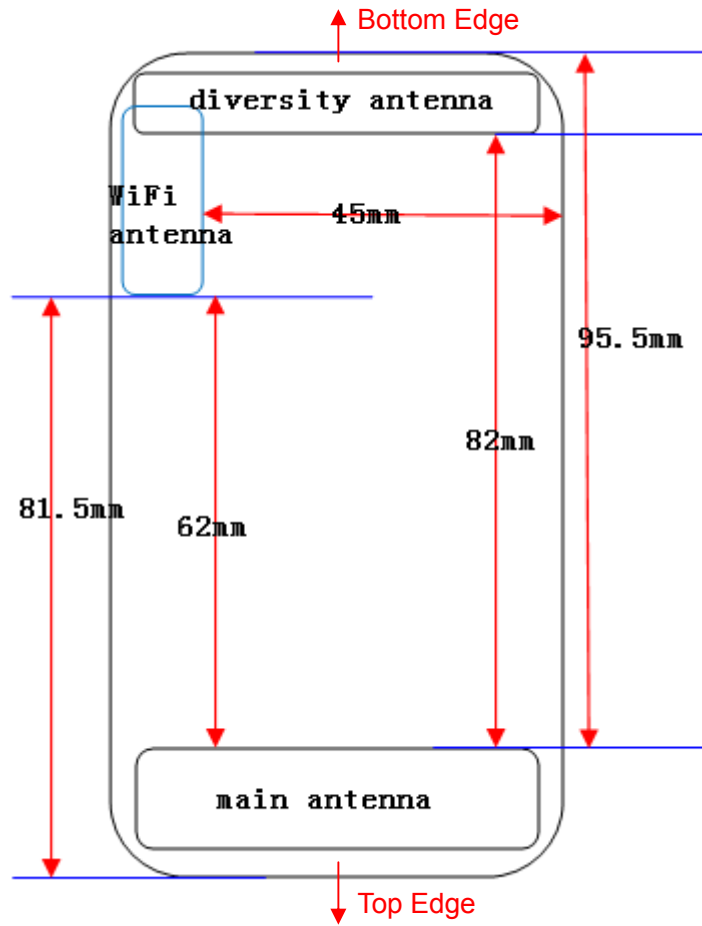 Bottom Edge
diversity antenna
WiFi
antenna
45mm
95.5mm
82mm
81.5mm
62mm
main antenna
Top Edge